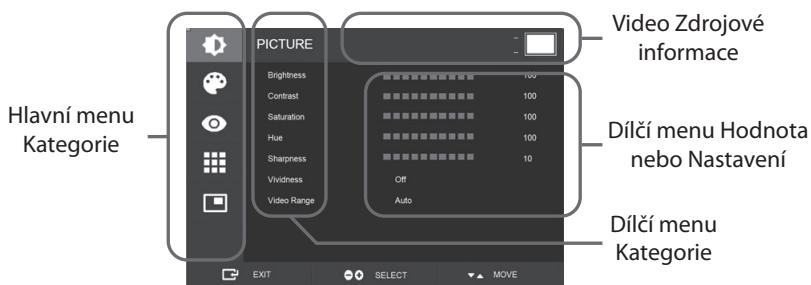 Video Zdrojové
informace
PICTURE
Hlavní menu
Kategorie
Brightness 100
Contrast 100
Saturation 100
Hue 100
Sharpness 10
Vividness Off
Video Range Auto
Dílčí menu Hodnota
nebo Nastavení
Dílčí menu
Kategorie
EXIT SELECT MOVE